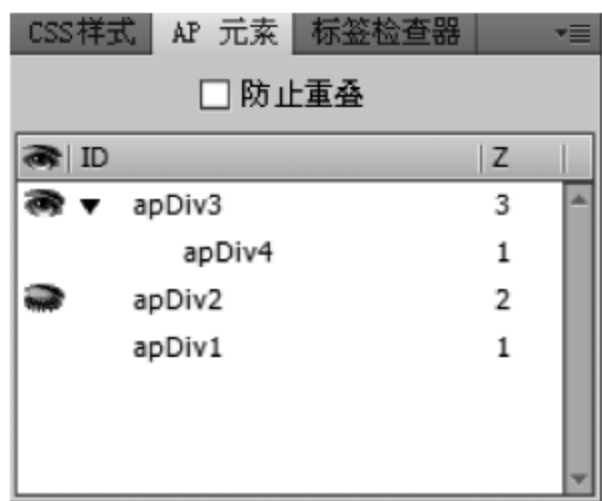 CSS样式 AP 元素 标签检查器
防止重叠
ID Z
apDiv3 3
apDiv4 1
apDiv2 2
apDiv1 1